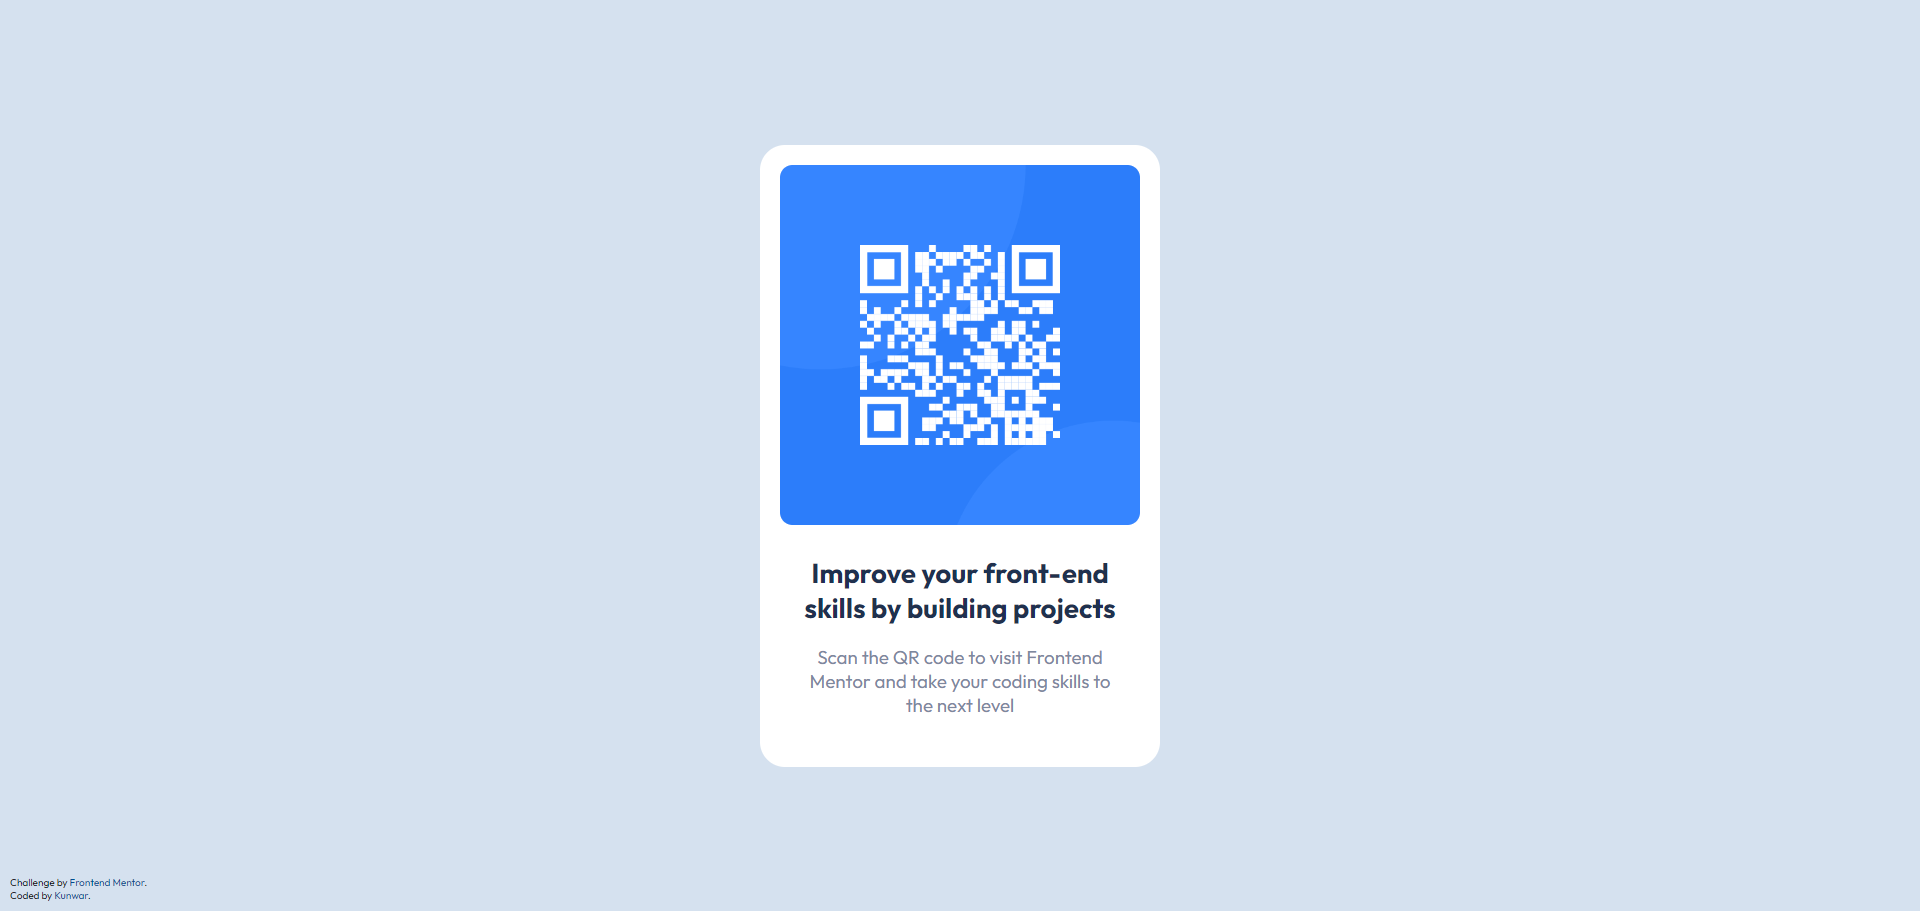 Improve your front-end
skills by building projects
Scan the QR code to visit Frontend
Mentor and take your coding skills to
the next level
Challenge by Frontend Mentor.
Coded by Kunwar.